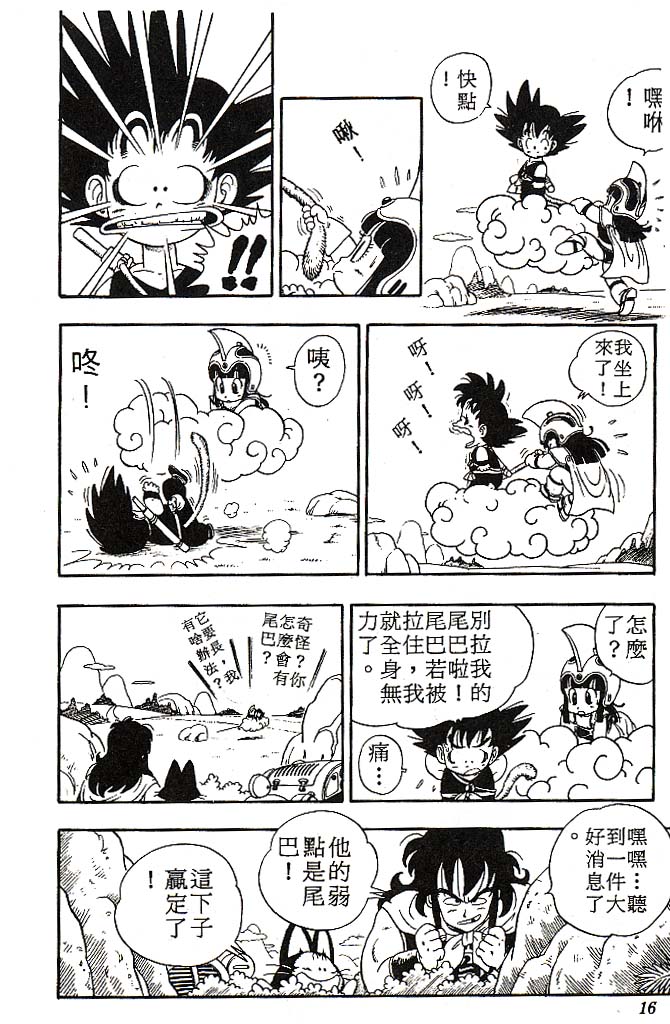 嘿咻
！
快點
！
啾！
!!
我坐上
來了！
呀！
呀！
呀！
咦？
咚！
怎麼
了？
別拉我的
尾巴啦！
尾巴若被
拉住，我
就全身無
力了。
痛…
奇怪？你
怎麼會有
尾巴？
它要長，我
有啥辦法？
嘿嘿…聽
到一件大
好消息了
。
他的弱
點是尾
巴！
這下子
贏定了
！
16